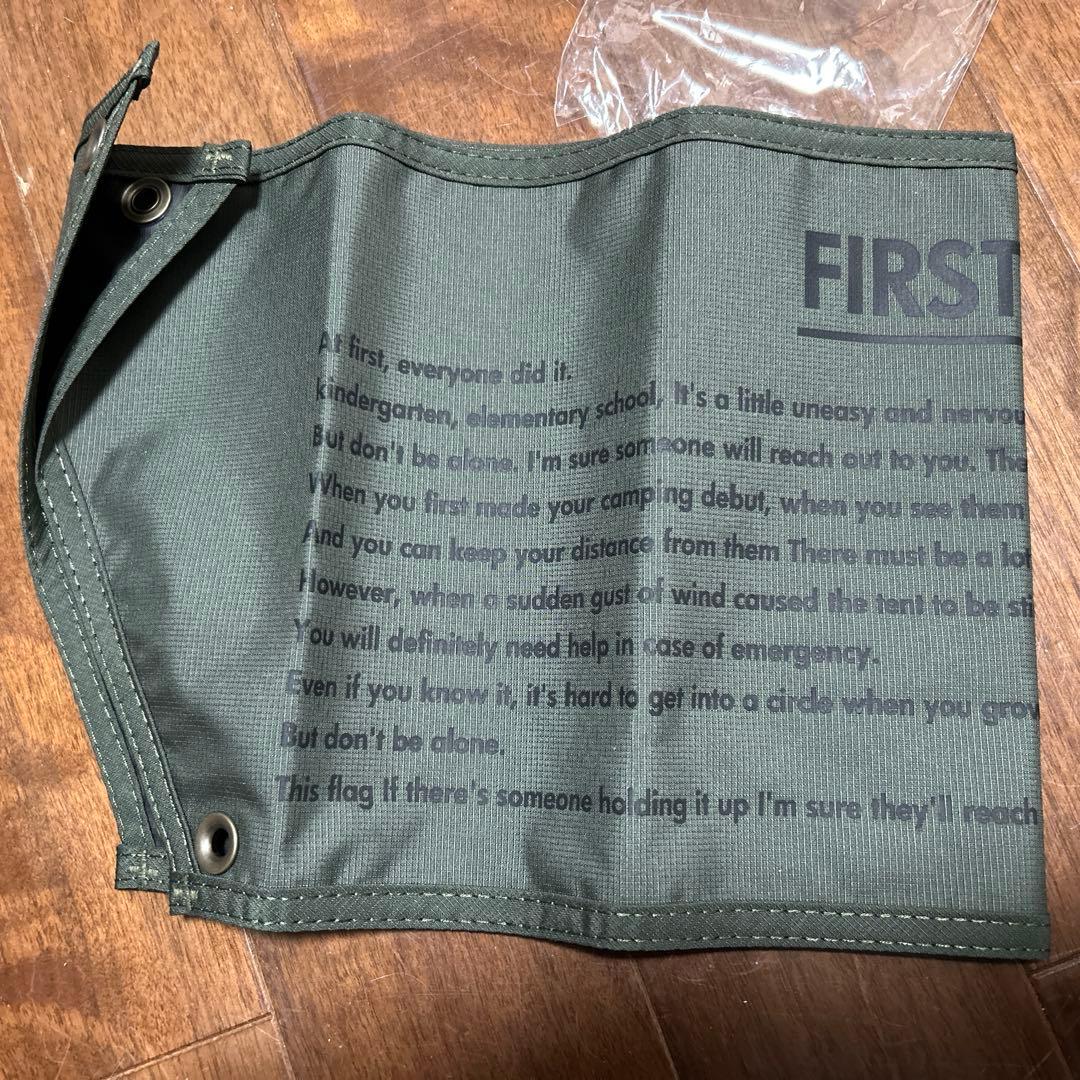 FIRST
At first, everyone did it.
kindergarten, elementary school, It's a little uneasy and nervou
But don't be alone. I'm sure someone will reach out to you. The
When you first made your camping debut, when you see them
And you can keep your distance from them There must be a lo
However, when a sudden gust of wind caused the tent to be sti
You will definitely need help in case of emergency.
Even if you know it, it's hard to get into a circle when you grow
But don't be alone.
This flag If there's someone holding it up I'm sure they'll reach